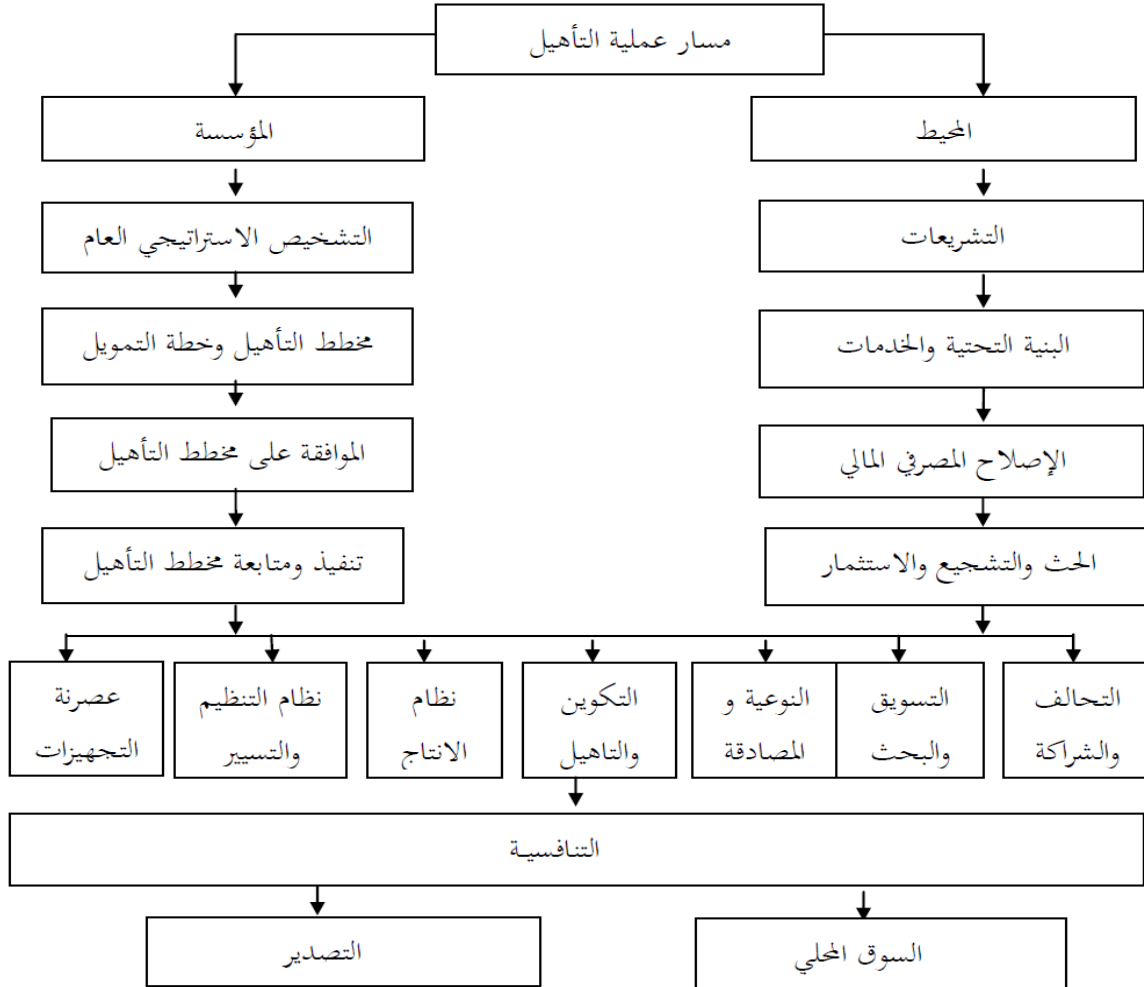 مسار عملية التأهيل
المحيط
المؤسسة
التشريعات
التشخيص الاستراتيجي العام
البنية التحتية والخدمات
مخطط التأهيل وخطة التمويل
الإصلاح المصرفي المالي
الموافقة على مخطط التأهيل
الحث والتشجيع والاستثمار
تنفيذ ومتابعة مخطط التأهيل
التحالف
والشراكة
التسويق
والبحث
النوعية و
المصادقة
التكوين
والتاهيل
نظام
الانتاج
نظام التنظيم
والتسيير
عصرنة
التجهيزات
التنافسية
السوق المحلي
التصدير